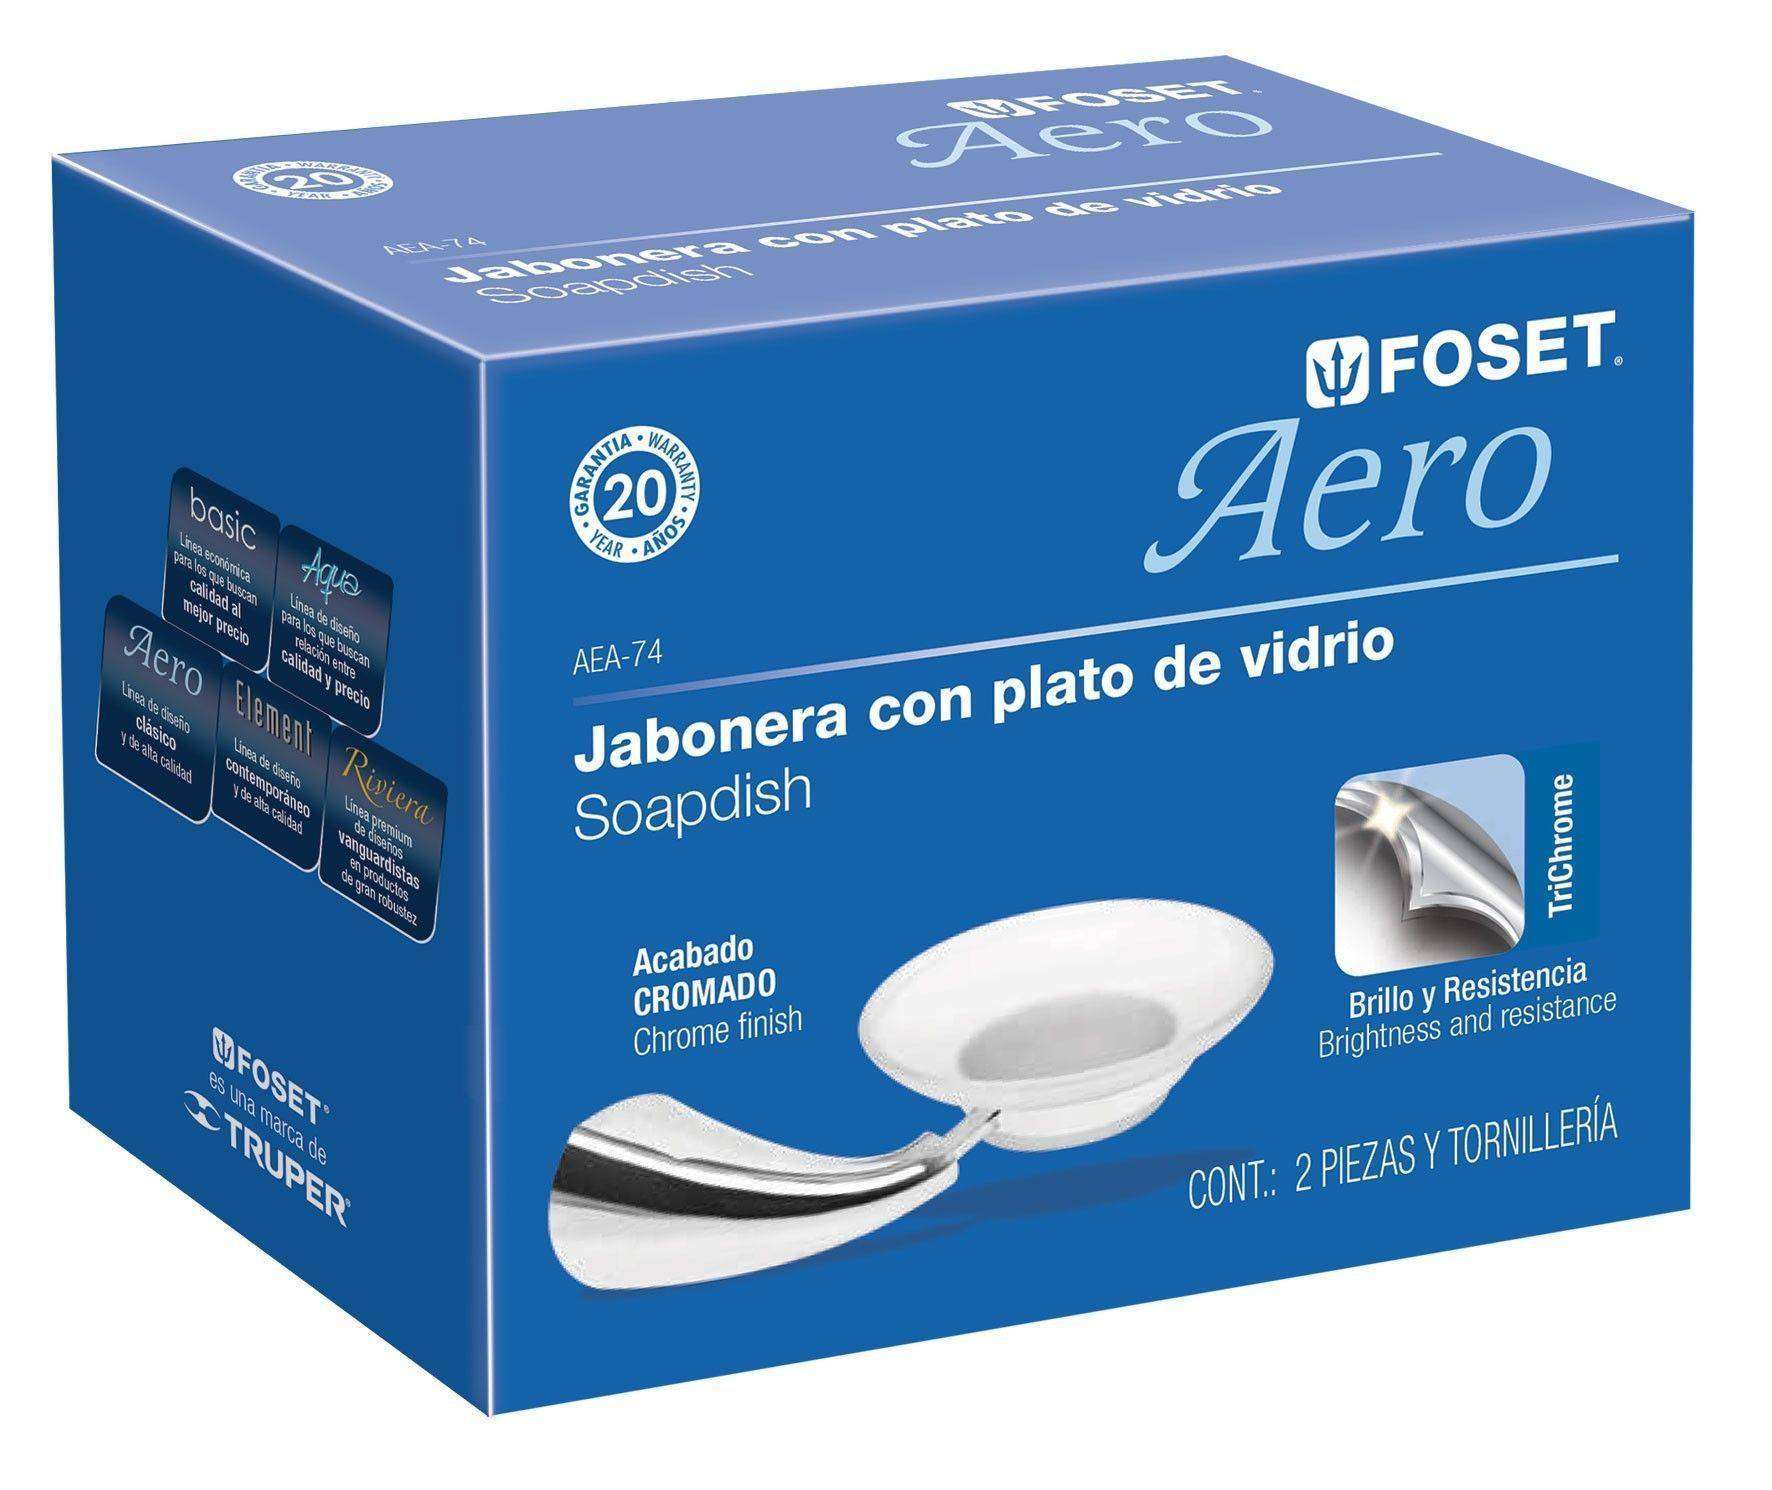 FOSET
Aero
GARANTIA • WARRANTY
20
YEAR • AÑOS
AEA-74
Jabonera con plato de vidrio
Soapdish
FOSET®
Aero
GARANTIA • WARRANTY
20
YEAR • AÑOS
AEA-74
Jabonera con plato de vidrio
Soapdish
TriChrome
Brillo y Resistencia
Brightness and resistance
Acabado
CROMADO
Chrome finish
CONT.: 2 PIEZAS Y TORNILLERÍA
basic
Línea económica
para los que buscan
calidad al
mejor precio
Aqua
Línea de diseño
para los que buscan
relación entre
calidad y precio
Aero
Línea de diseño
clásico
y de alta calidad
Element
Línea de diseño
contemporáneo
y de alta calidad
Riviera
Línea premium
de diseños
vanguardistas
en productos
de gran robustez
FOSET®
es una marca de
TRUPER®